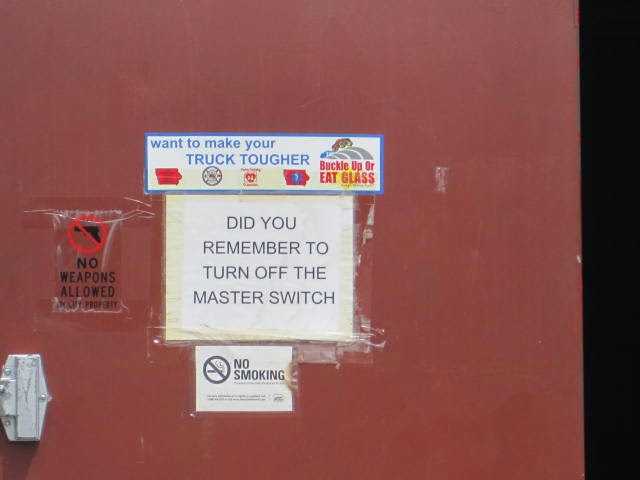 want to make your
TRUCK TOUGHER
Buckle Up Or
EAT GLASS
DID YOU
REMEMBER TO
TURN OFF THE
MASTER SWITCH
NO
WEAPONS
ALLOWED
PROPERTY
NO
SMOKING